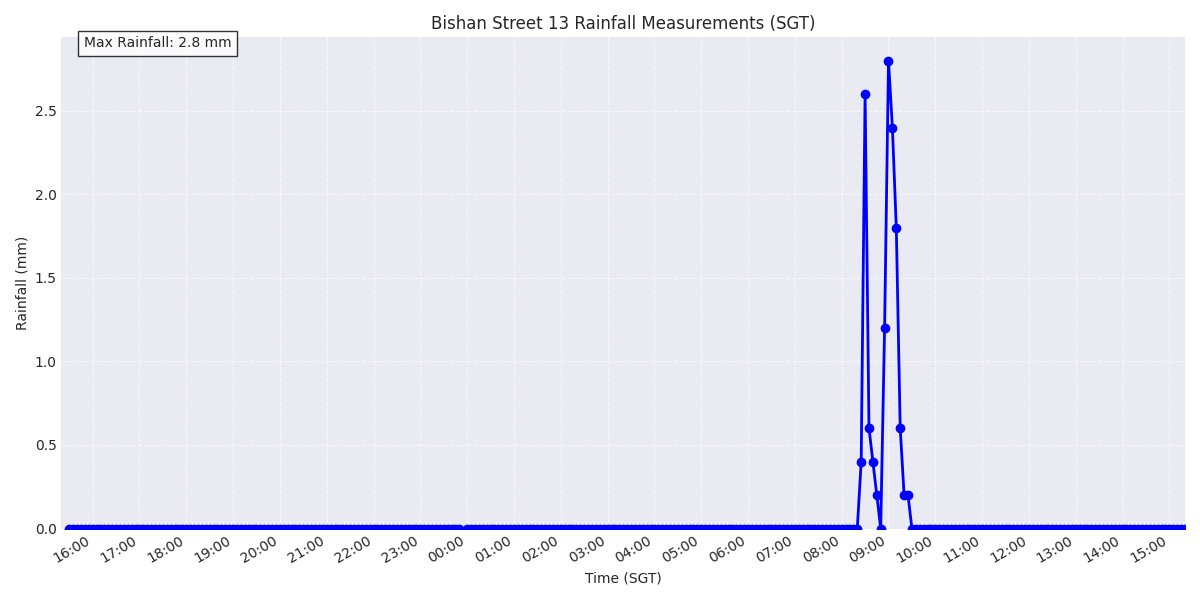 Bishan Street 13 Rainfall Measurements (SGT)
Max Rainfall: 2.8 mm
Rainfall (mm)
2.5
2.0
1.5
1.0
0.5
0.0
16:00 17:00 18:00 19:00 20:00 21:00 22:00 23:00 00:00 01:00 02:00 03:00 04:00 05:00 06:00 07:00 08:00 09:00 10:00 11:00 12:00 13:00 14:00 15:00
Time (SGT)